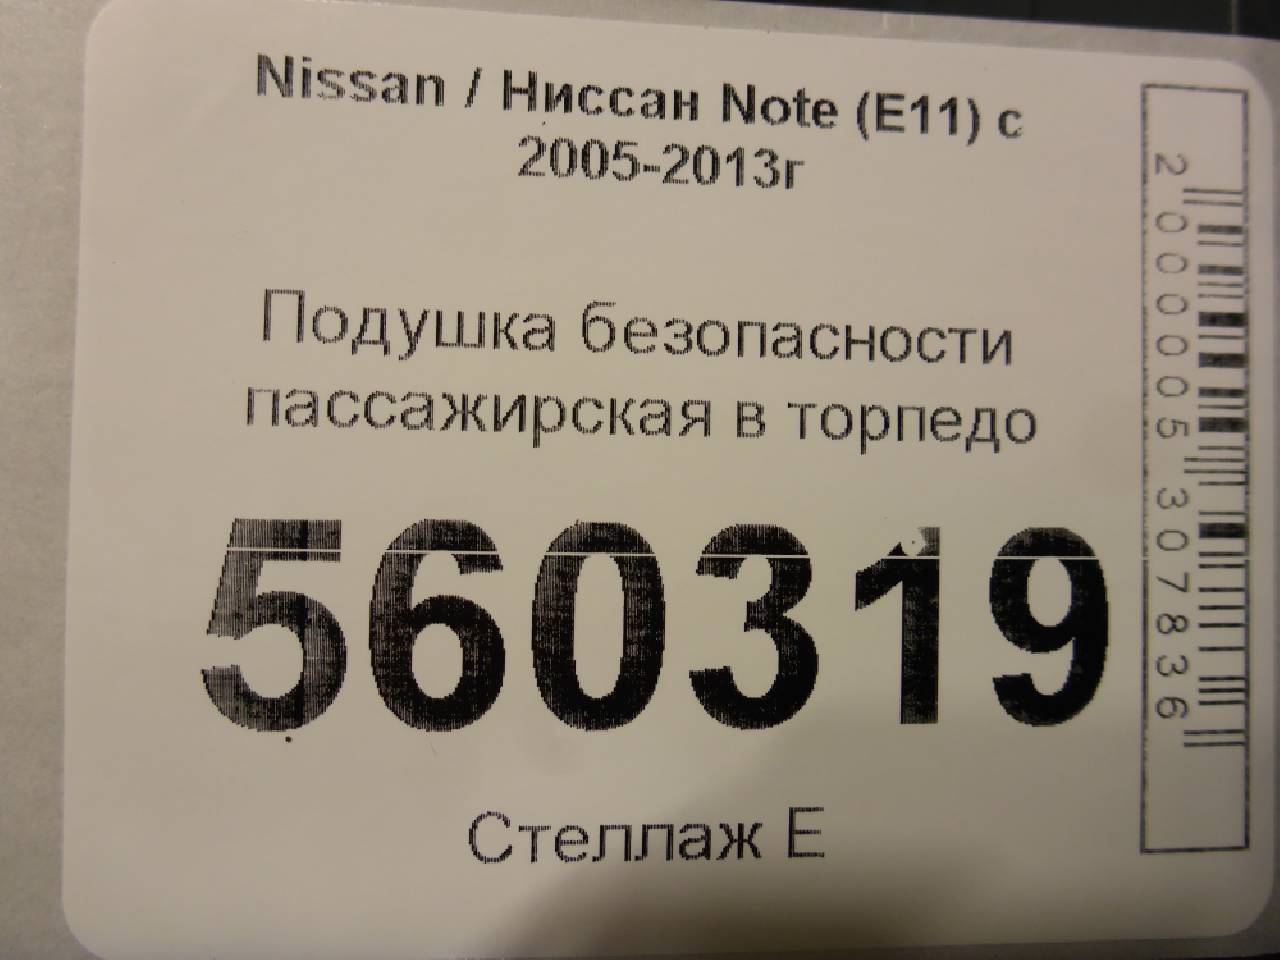 Nissan / Ниссан Note (E11) с
2005-2013г
Подушка безопасности
пассажирская в торпедо
560319
Стеллаж Е
2000005307836